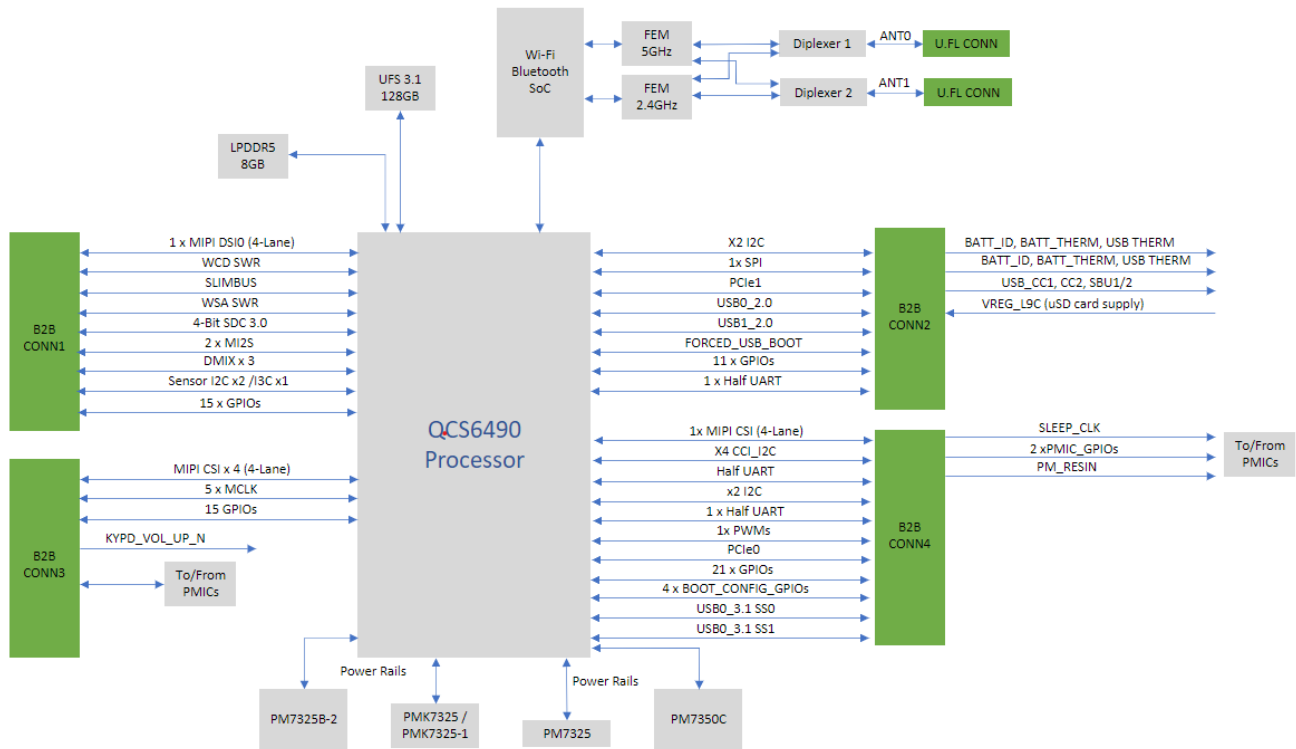 Wi-Fi
Bluetooth
SoC
FEM
5GHz
FEM
2.4GHz
Diplexer 1
Diplexer 2
ANT0
ANT1
U.FL CONN
U.FL CONN
UFS 3.1
128GB
LPDDR5
8GB
B2B
CONN1
1 x MIPI DSI0 (4-Lane)
WCD SWR
SLIMBUS
WSA SWR
4-Bit SDC 3.0
2 x MI2S
DMIX x 3
Sensor I2C x2 /I3C x1
15 x GPIOs
B2B
CONN3
MIPI CSI x 4 (4-Lane)
5 x MCLK
15 GPIOs
KYPD_VOL_UP_N
To/From
PMICs
QCS6490
Processor
X2 I2C
1x SPI
PCIe1
USB0_2.0
USB1_2.0
FORCED_USB_BOOT
11 x GPIOs
1 x Half UART
B2B
CONN2
BATT_ID, BATT_THERM, USB THERM
BATT_ID, BATT_THERM, USB THERM
USB_CC1, CC2, SBU1/2
VREG_L9C (uSD card supply)
1x MIPI CSI (4-Lane)
X4 CCI_I2C
Half UART
x2 I2C
1 x Half UART
1x PWMs
PCIe0
21 x GPIOs
4 x BOOT_CONFIG_GPIOs
USB0_3.1 SS0
USB0_3.1 SS1
B2B
CONN4
SLEEP_CLK
2 xPMIC_GPIOs
PM_RESIN
To/From
PMICs
Power Rails
Power Rails
PM7325B-2
PMK7325 /
PMK7325-1
PM7325
PM7350C